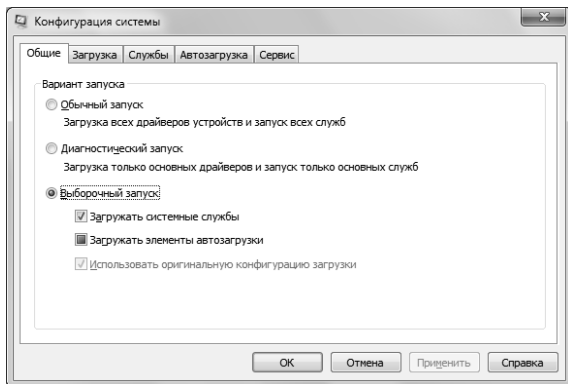 Конфигурация системы
Общие Загрузка Службы Автозагрузка Сервис
Вариант запуска
Обычный запуск
Загрузка всех драйверов устройств и запуск всех служб
Диагностический запуск
Загрузка только основных драйверов и запуск только основных служб
Выборочный запуск
Загружать системные службы
Загружать элементы автозагрузки
Использовать оригинальную конфигурацию загрузки
OK Отмена Применить Справка